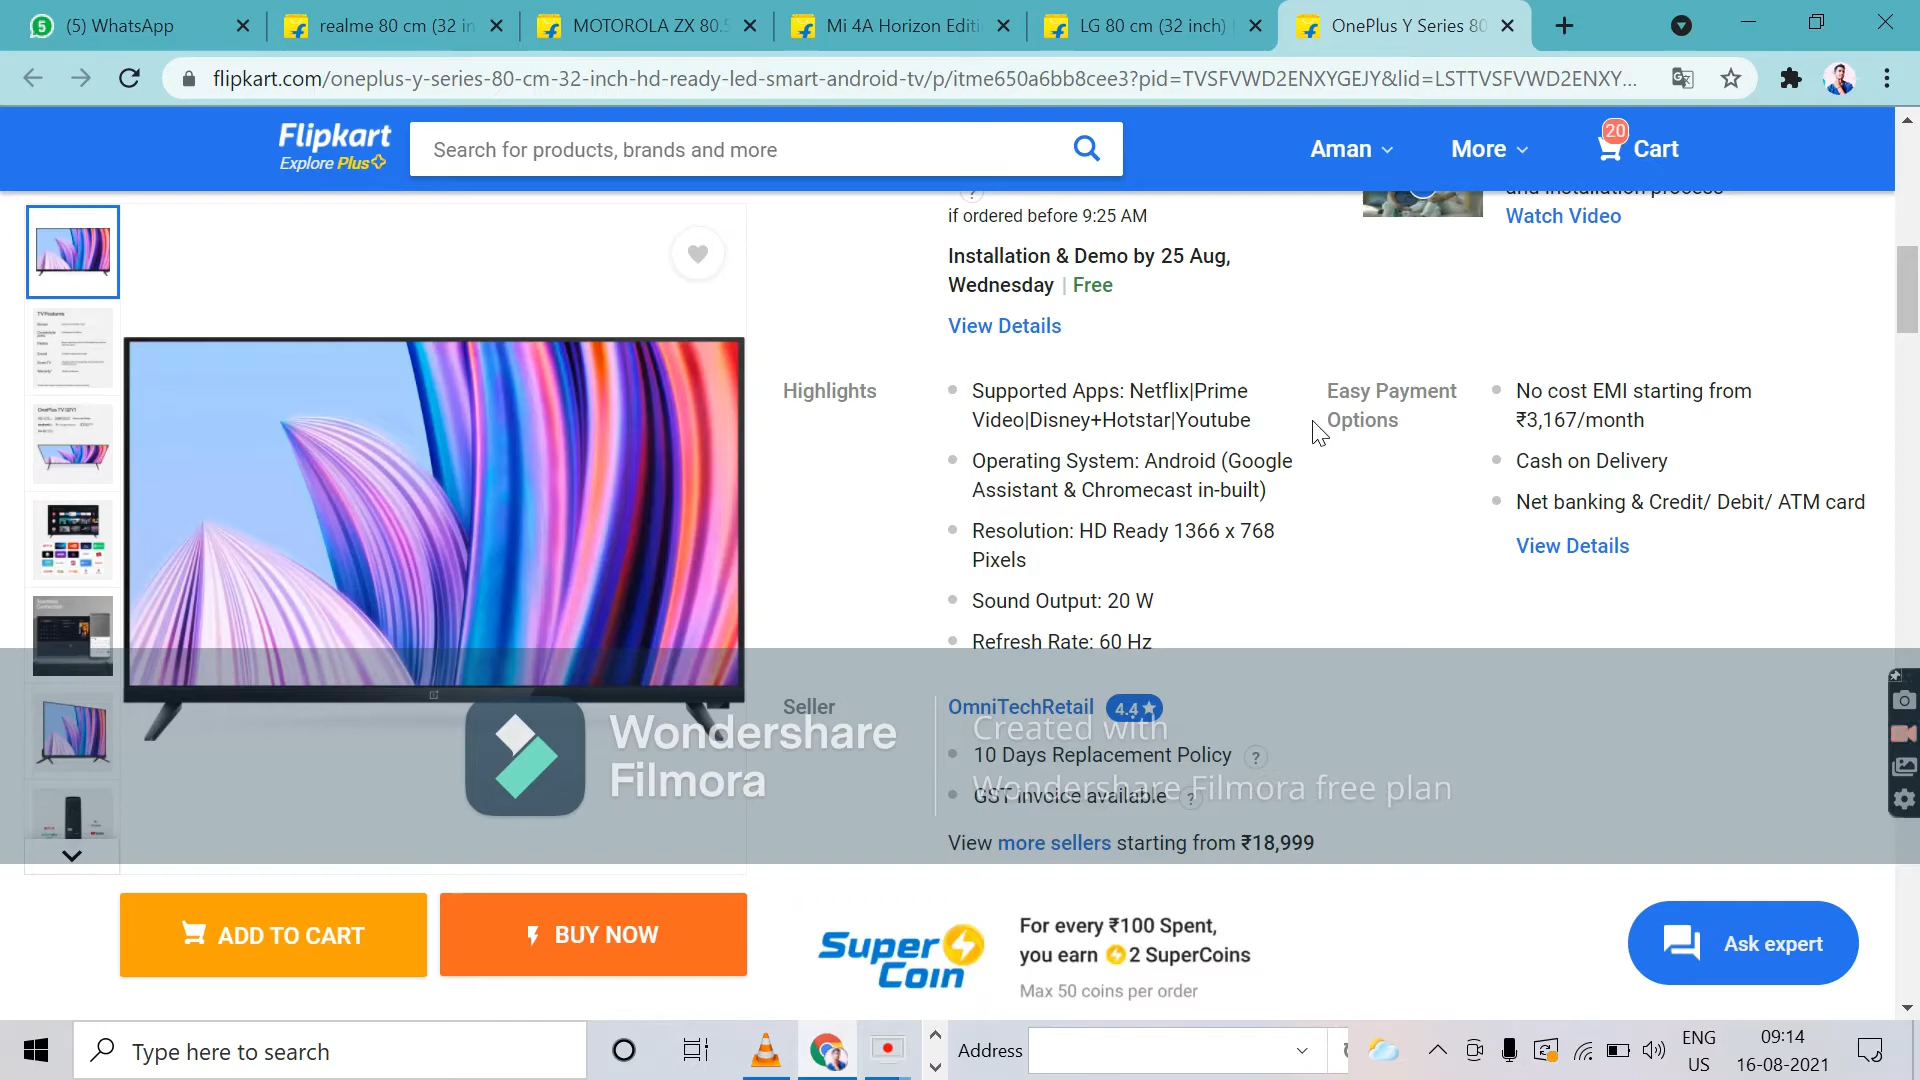 (5) WhatsApp
realme 80 cm (32 in
MOTOROLA ZX 80.5
Mi 4A Horizon Editi
LG 80 cm (32 inch)
OnePlus Y Series 80
flipkart.com/oneplus-y-series-80-cm-32-inch-hd-ready-led-smart-android-tv/p/itme650a6bb8cee3?pid=TVSFVWD2ENXYGEJY&lid=LSTTVSFVWD2ENXY...
Flipkart
Explore Plus
Search for products, brands and more
Aman
More
20
Cart
if ordered before 9:25 AM
and installation process
Watch Video
Installation & Demo by 25 Aug,
Wednesday | Free
View Details
Highlights
Supported Apps: Netflix|Prime
Video|Disney+Hotstar|Youtube
Operating System: Android (Google
Assistant & Chromecast in-built)
Resolution: HD Ready 1366 x 768
Pixels
Sound Output: 20 W
Refresh Rate: 60 Hz
Easy Payment
Options
No cost EMI starting from
₹3,167/month
Cash on Delivery
Net banking & Credit/ Debit/ ATM card
View Details
Seller
OmniTechRetail 4.4★
10 Days Replacement Policy ?
GST invoice available ?
View more sellers starting from ₹18,999
Wondershare
Filmora
Created with
Wondershare Filmora free plan
ADD TO CART
BUY NOW
Super
Coin
For every ₹100 Spent,
you earn 2 SuperCoins
Max 50 coins per order
Ask expert
Type here to search
Address
ENG
US
09:14
16-08-2021